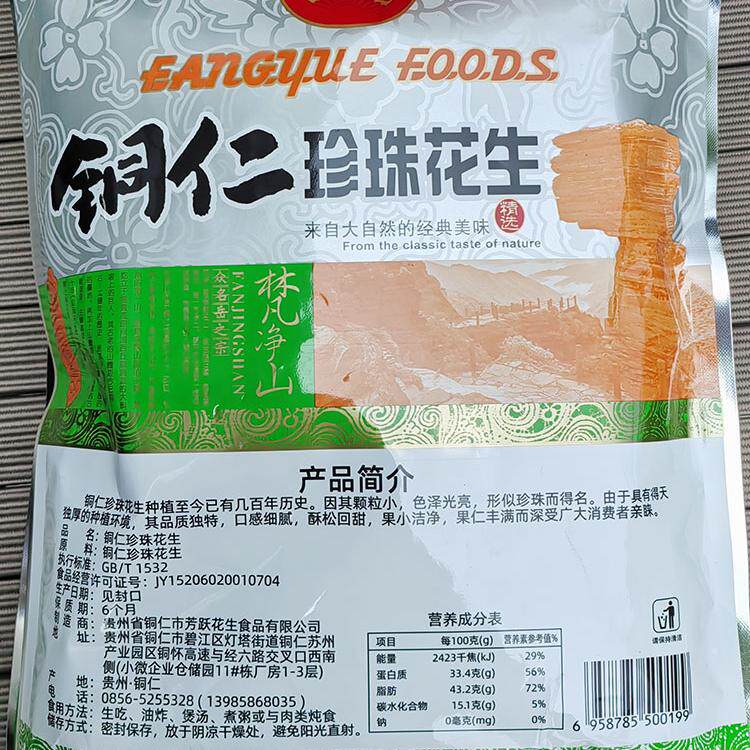 EANGYUE F.O.O.D.S.
铜仁 珍珠花生
来自大自然的经典美味 精选
From the classic taste of nature
梵净山
众名岳之宗
FANJINGSHAN
产品简介
铜仁珍珠花生种植至今已有几百年历史。因其颗粒小，色泽光亮，形似珍珠而得名。由于具有得天
独厚的种植环境，其品质独特，口感细腻，酥松回甜，果小洁净，果仁丰满而深受广大消费者亲睐。
品 名：铜仁珍珠花生
原 料：铜仁珍珠花生
执行标准：GB/T 1532
食品经营许可证号：JY15206020010704
生产日期：见封口
保质期：6个月
制 造：贵州省铜仁市芳跃花生食品有限公司
地 址：贵州省铜仁市碧江区灯塔街道铜仁苏州
产业园区铜怀高速与经六路交叉口西南
侧(小微企业仓储园11#栋厂房1-3层)
产 地：贵州·铜仁
电 话：0856-5255328（13985868035）
食用方法：生吃、油炸、煲汤、煮粥或与肉类炖食
储存方式：密封保存，放于阴凉干燥处，避免阳光直射。
营养成分表
项目 每100克(g) 营养素参考值%
能量 2423千焦(kJ) 29%
蛋白质 33.4克(g) 56%
脂肪 43.2克(g) 72%
碳水化合物 15.1克(g) 5%
钠 0毫克(mg) 0%
请保持清洁
6 958785 500199